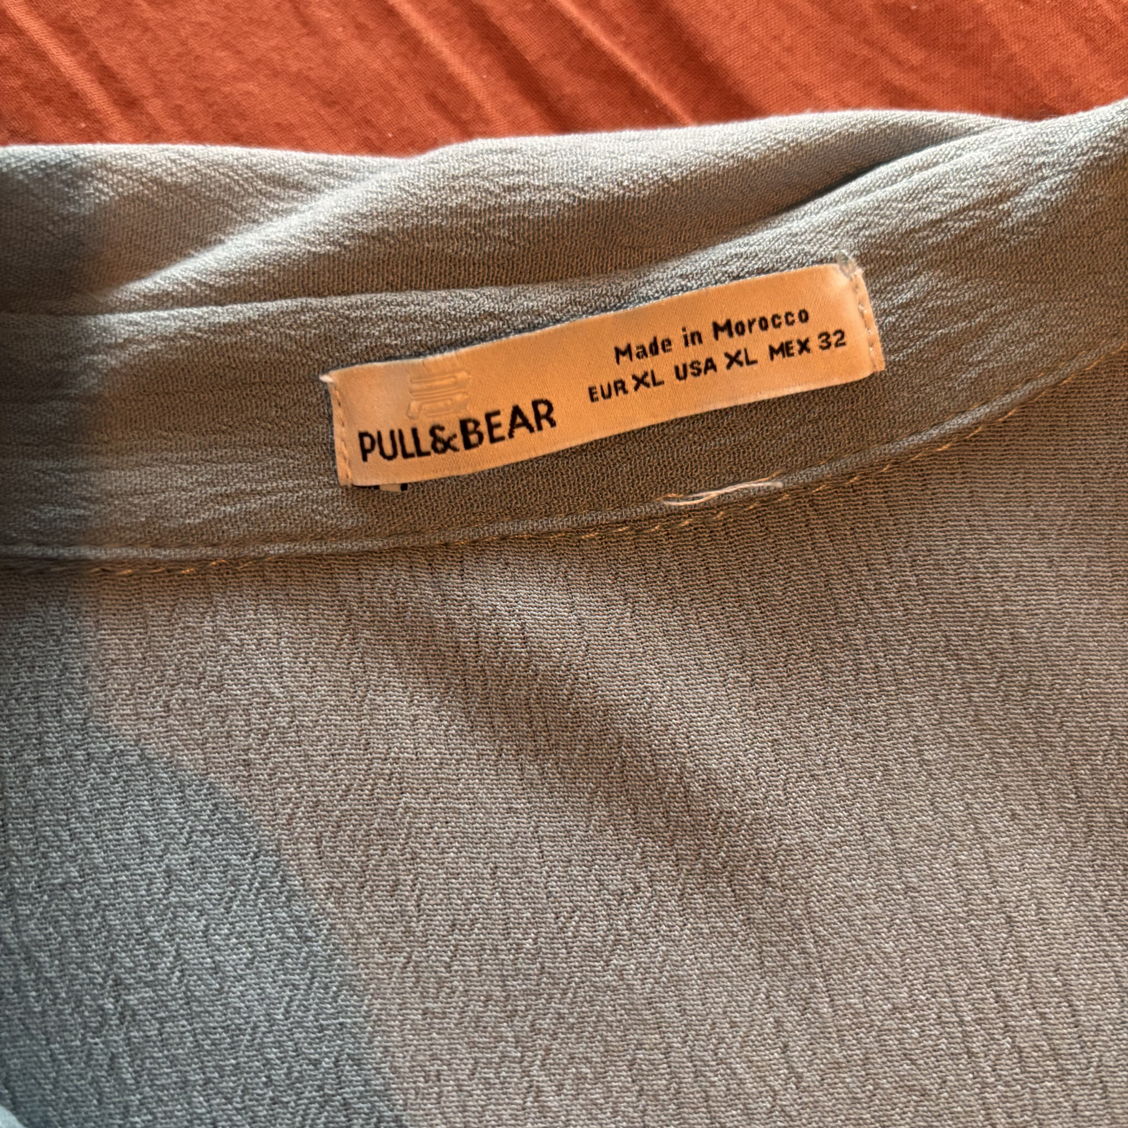 Made in Morocco
EUR XL USA XL MEX 32
PULL&BEAR